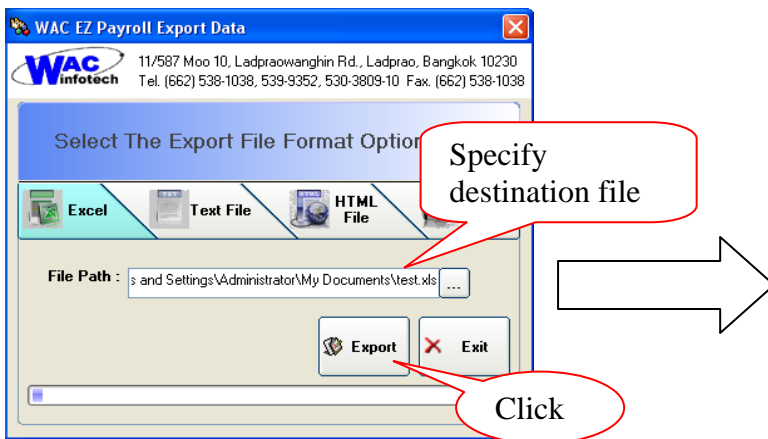 WAC EZ Payroll Export Data
WAC
infotech
11/587 Moo 10, Ladpraowanghin Rd., Ladprao, Bangkok 10230
Tel. (662) 538-1038, 539-9352, 530-3809-10 Fax. (662) 538-1038
Select The Export File Format Option
Specify
destination file
Excel
Text File
HTML
File
File Path :
s and Settings\Administrator\My Documents\test.xls
...
Export
Exit
Click